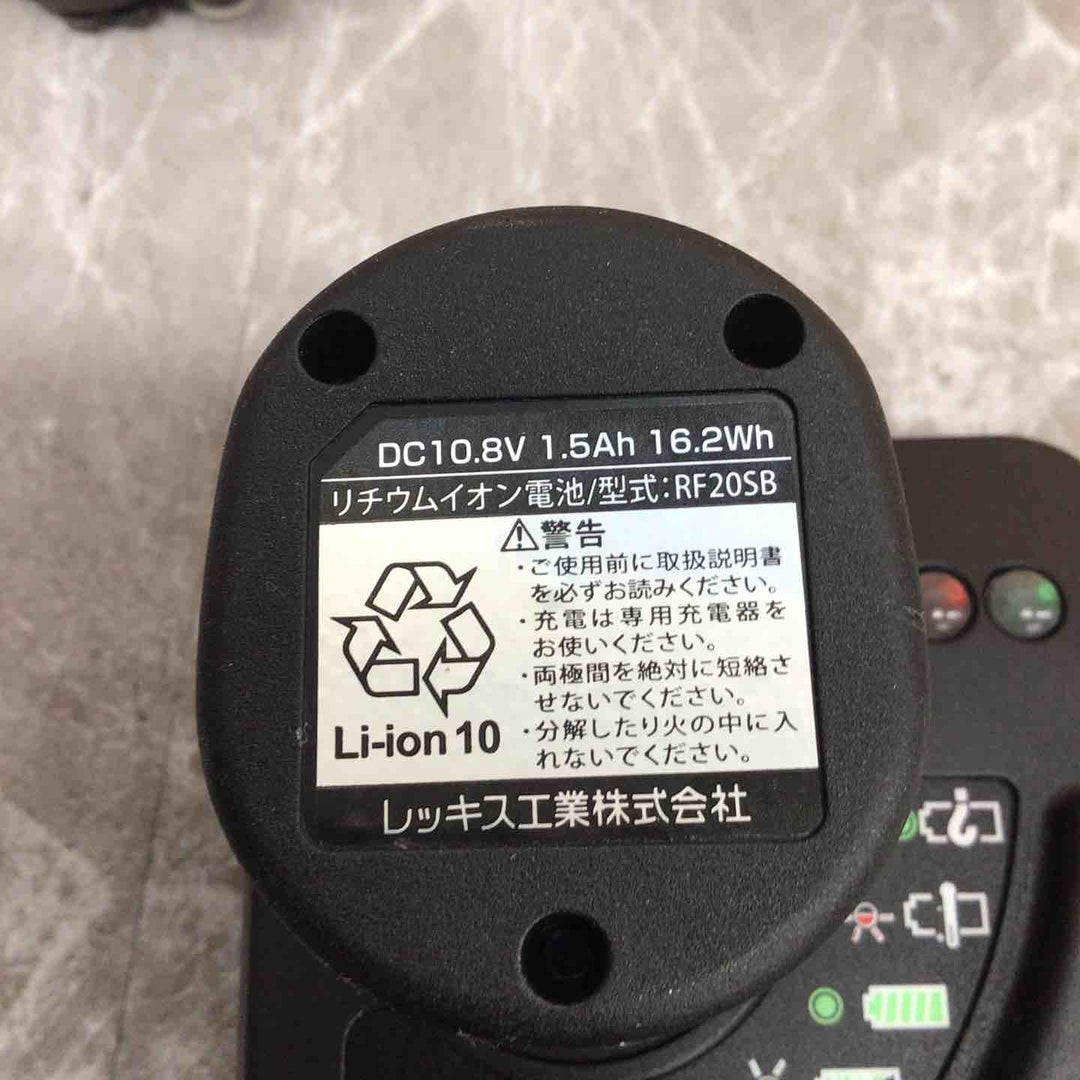 DC10.8V 1.5Ah 16.2Wh
リチウムイオン電池/型式:RF20SB
⚠警告
・ご使用前に取扱説明書
を必ずお読みください。
・充電は専用充電器を
お使いください。
・両極間を絶対に短絡さ
せないでください。
・分解したり火の中に入
れないでください。
Li-ion 10
レッキス工業株式会社